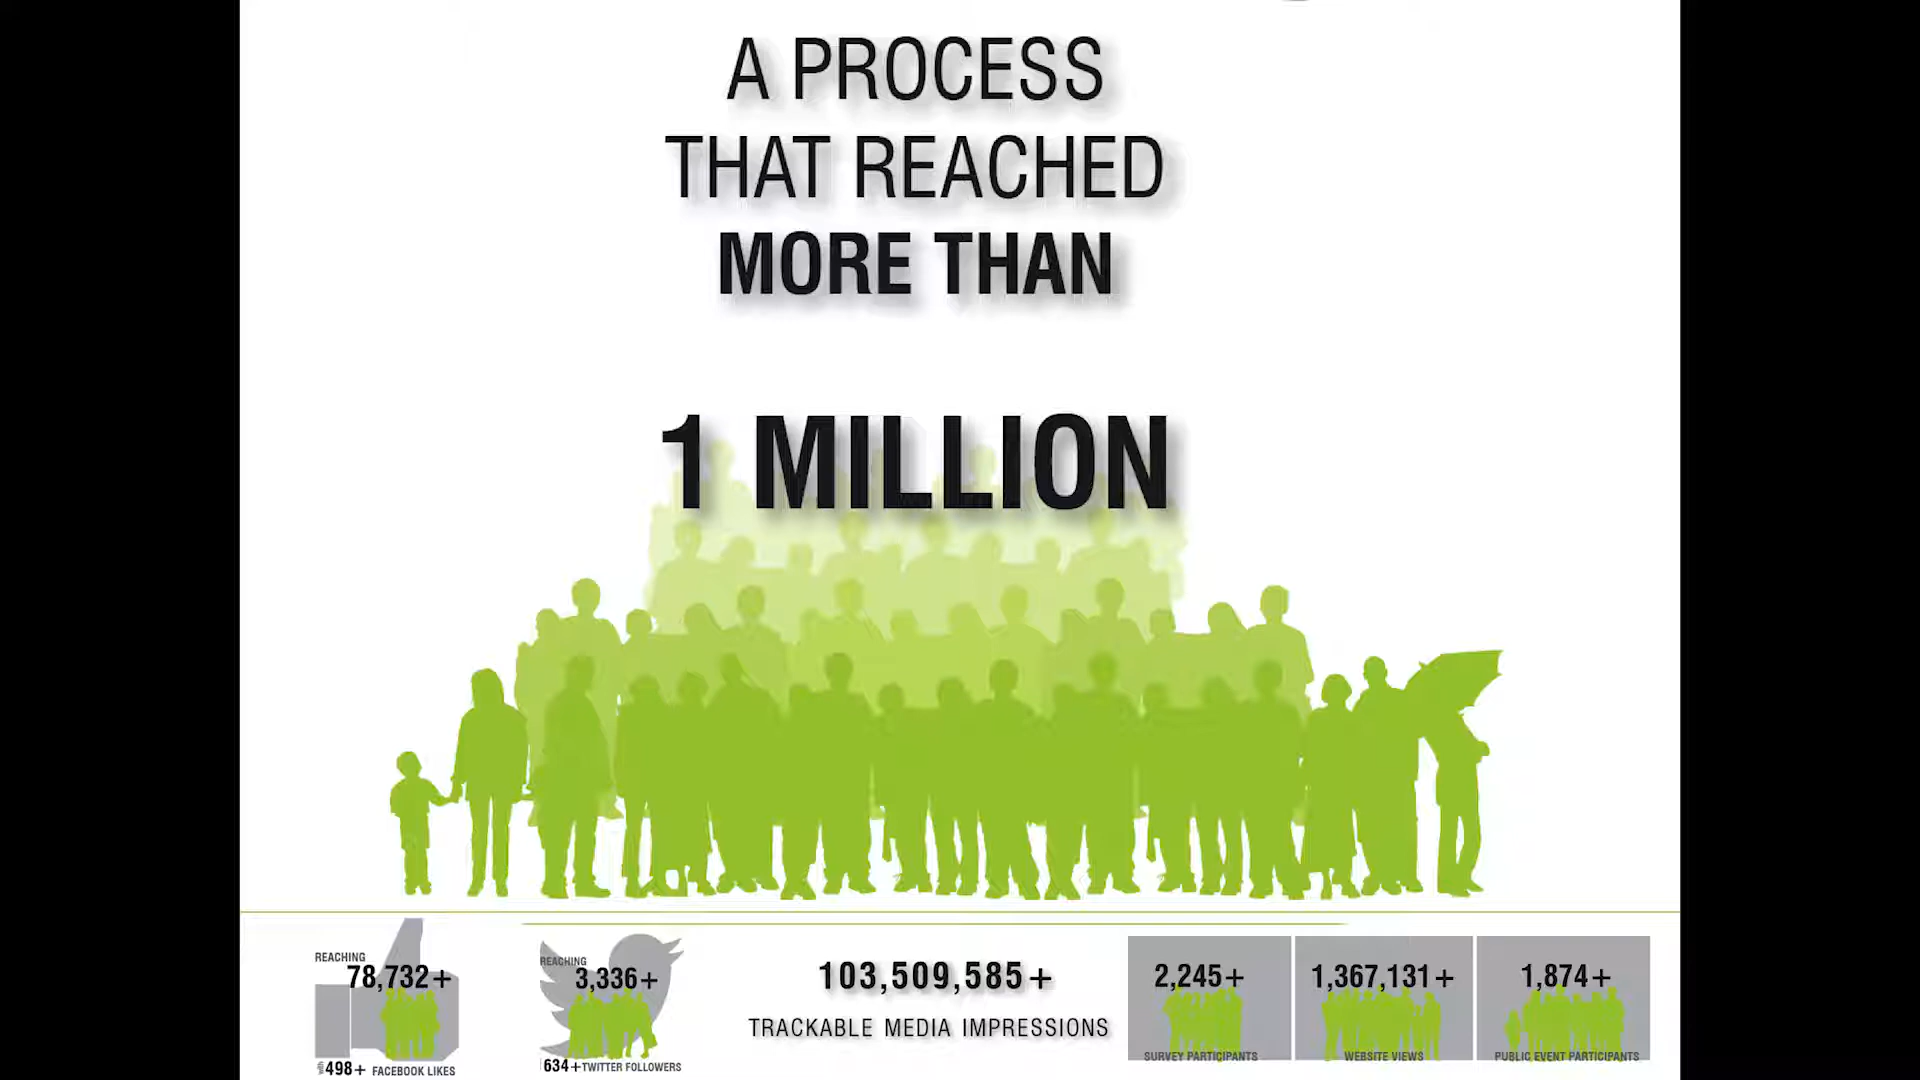 A PROCESS
THAT REACHED
MORE THAN
1 MILLION
REACHING
78,732+
498+ FACEBOOK LIKES
REACHING
3,336+
634+ TWITTER FOLLOWERS
103,509,585+
TRACKABLE MEDIA IMPRESSIONS
2,245+
SURVEY PARTICIPANTS
1,367,131+
WEBSITE VIEWS
1,874+
PUBLIC EVENT PARTICIPANTS